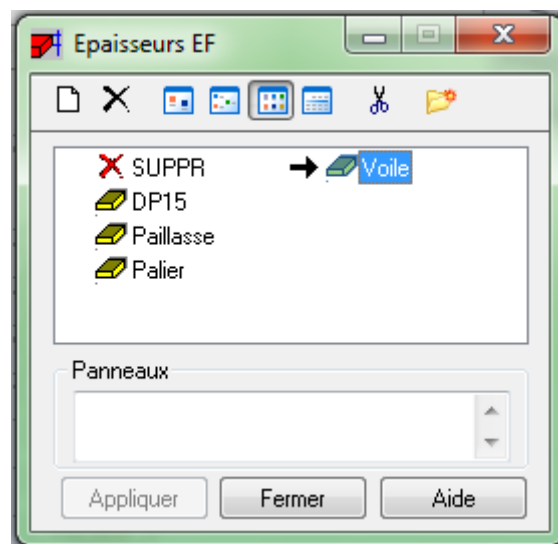 Epaisseurs EF
SUPPR Voile
DP15
Paillasse
Palier
Panneaux
Appliquer Fermer Aide